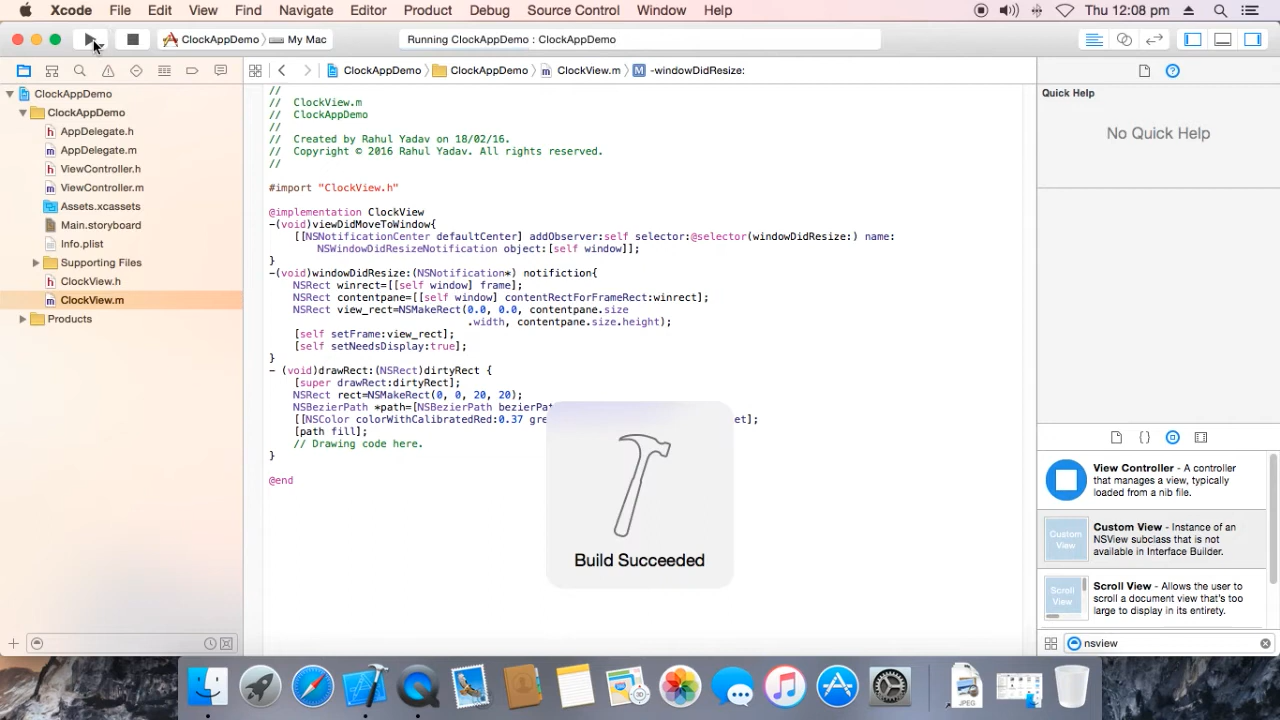 Xcode File Edit View Find Navigate Editor Product Debug Source Control Window Help Thu 12:08 pm
ClockAppDemo My Mac Running ClockAppDemo : ClockAppDemo
ClockAppDemo ClockAppDemo ClockView.m M -windowDidResize:
ClockAppDemo
ClockAppDemo
h AppDelegate.h
m AppDelegate.m
h ViewController.h
m ViewController.m
Assets.xcassets
Main.storyboard
Info.plist
Supporting Files
h ClockView.h
m ClockView.m
Products
//
// ClockView.m
// ClockAppDemo
//
// Created by Rahul Yadav on 18/02/16.
// Copyright © 2016 Rahul Yadav. All rights reserved.
//
#import "ClockView.h"
@implementation ClockView
-(void)viewDidMoveToWindow{
[[NSNotificationCenter defaultCenter] addObserver:self selector:@selector(windowDidResize:) name:
NSWindowDidResizeNotification object:[self window]];
}
-(void)windowDidResize:(NSNotification*) notifiction{
NSRect winrect=[[self window] frame];
NSRect contentpane=[[self window] contentRectForFrameRect:winrect];
NSRect view_rect=NSMakeRect(0.0, 0.0, contentpane.size
.width, contentpane.size.height);
[self setFrame:view_rect];
[self setNeedsDisplay:true];
}
- (void)drawRect:(NSRect)dirtyRect {
[super drawRect:dirtyRect];
NSRect rect=NSMakeRect(0, 0, 20, 20);
NSBezierPath *path=[NSBezierPath
[[NSColor colorWithCalibratedRed:0.37
[path fill];
// Drawing code here.
}
@end
Build Succeeded
Quick Help
No Quick Help
{}
View Controller - A controller
that manages a view, typically
loaded from a nib file.
Custom
View
Custom View - Instance of an
NSView subclass that is not
available in Interface Builder.
Scroll
View
Scroll View - Allows the user
to scroll a document view that's too
large to display in its entirety.
nsview
JPEG